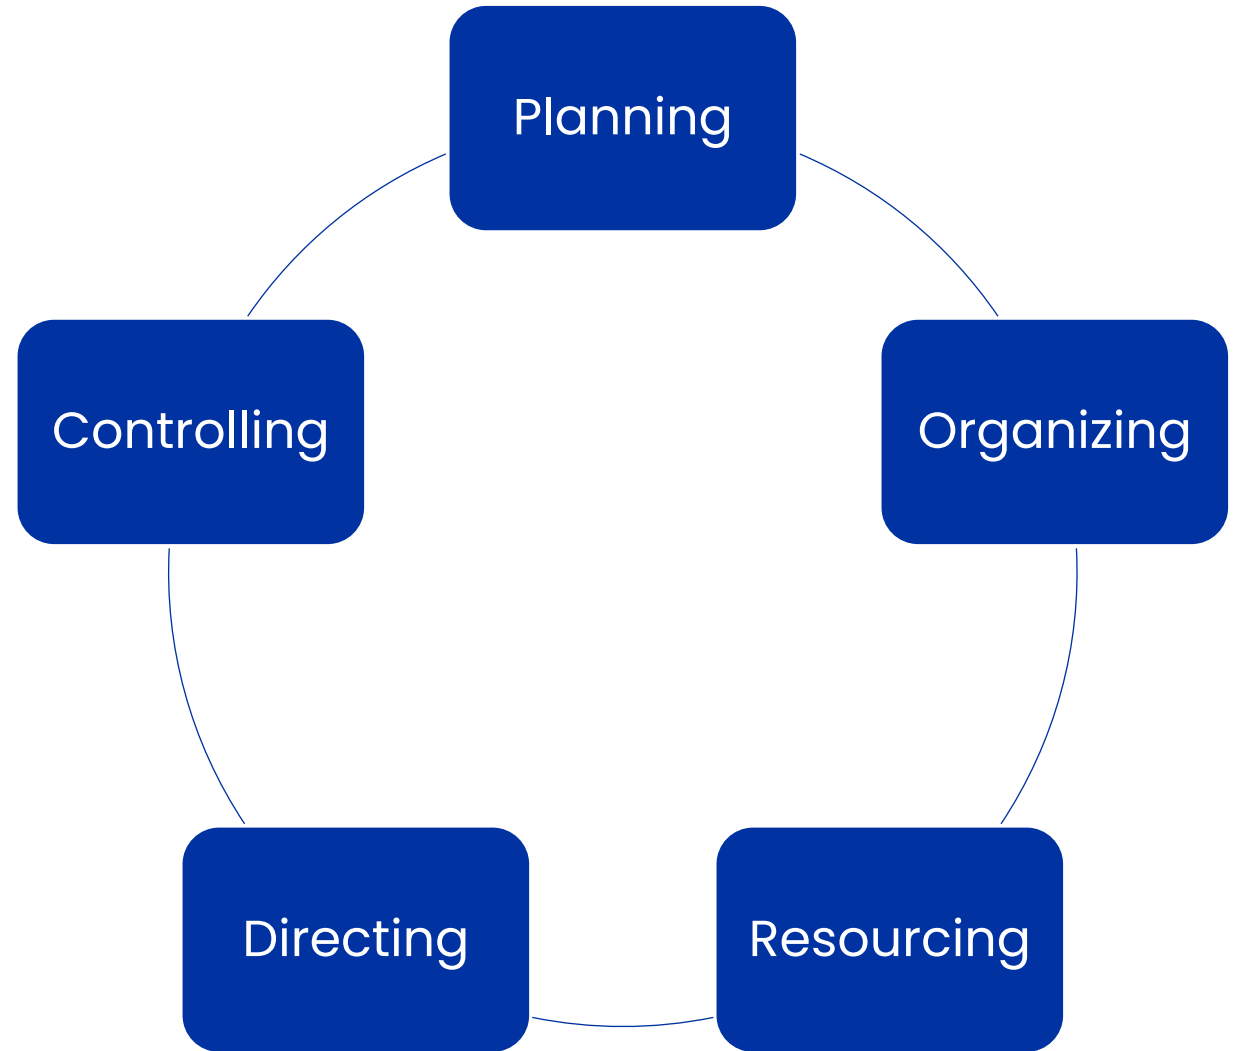 Planning
Organizing
Resourcing
Directing
Controlling